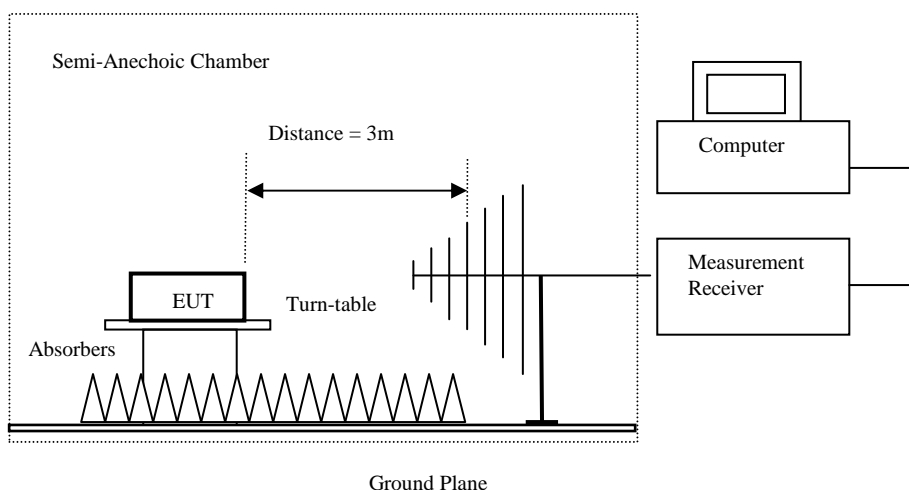 Semi-Anechoic Chamber
Distance = 3m
Computer
Measurement
Receiver
EUT
Turn-table
Absorbers
Ground Plane